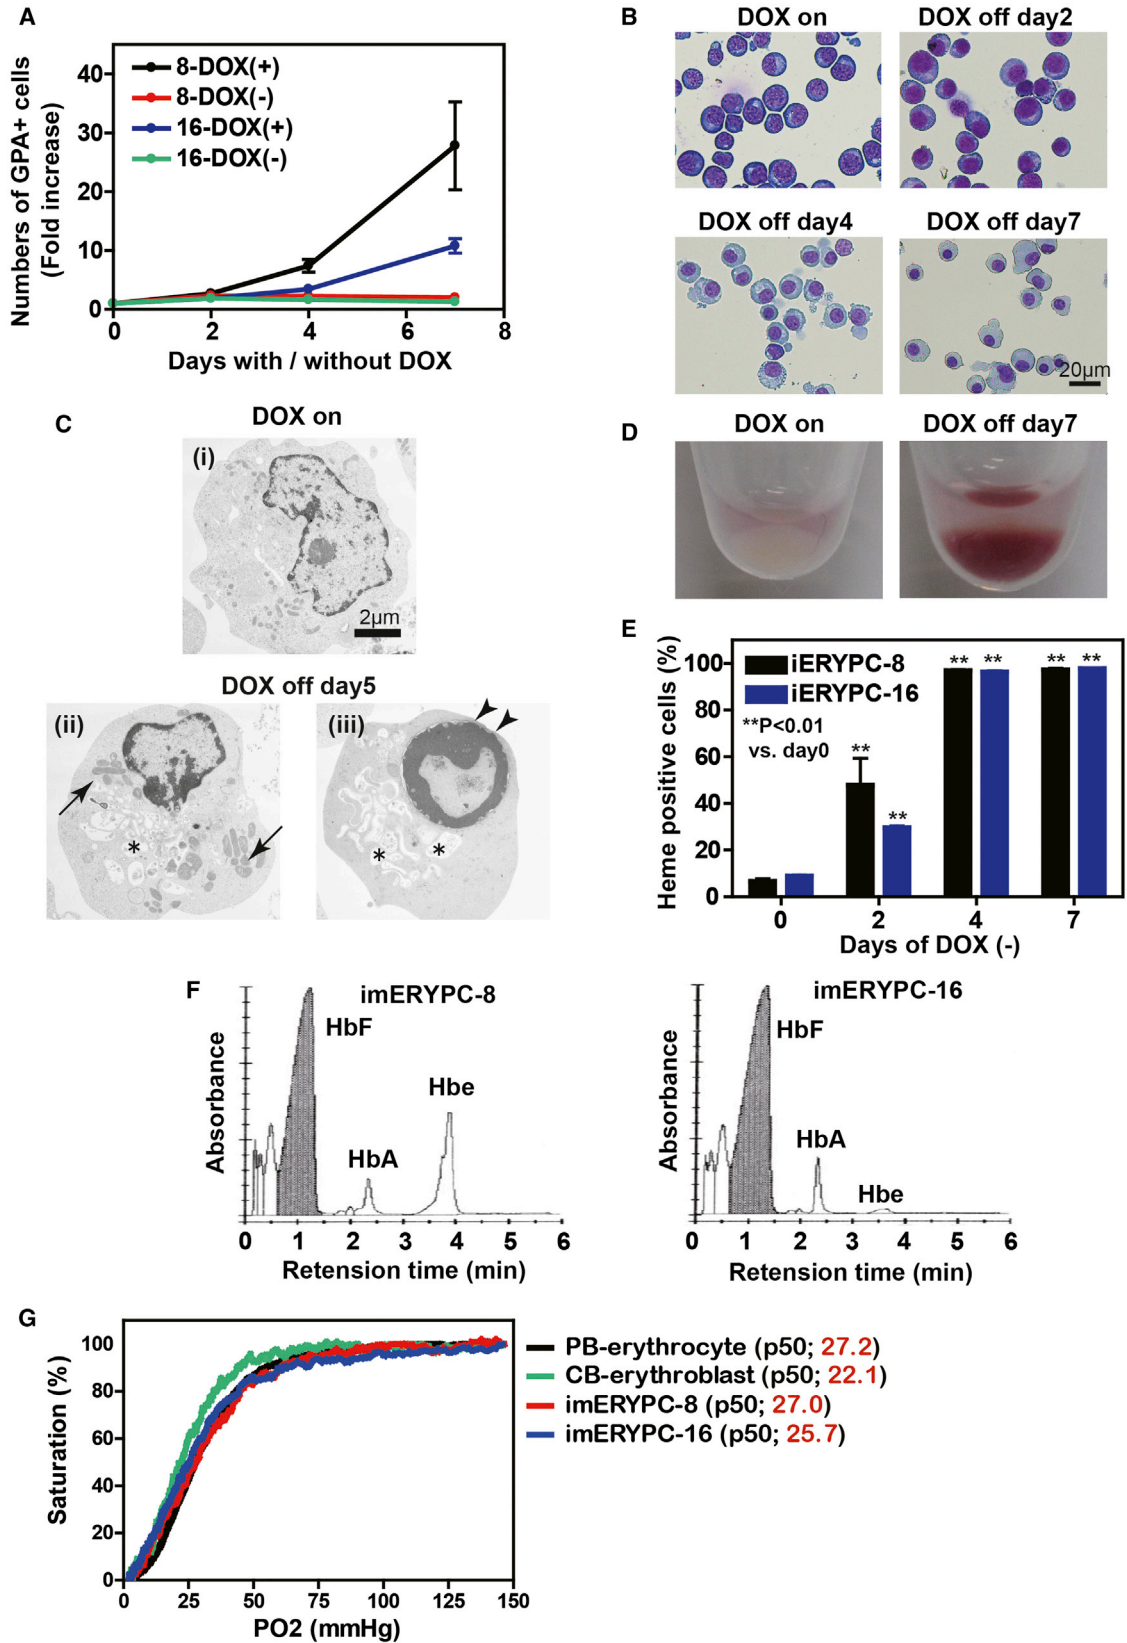 A
Numbers of GPA+ cells
(Fold increase)
40
30
20
10
0
8-DOX(+)
8-DOX(-)
16-DOX(+)
16-DOX(-)
0 2 4 6 8
Days with / without DOX
B
DOX on
DOX off day2
DOX off day4
DOX off day7
20μm
C
DOX on
(i)
2μm
DOX off day5
(ii)
*
(iii)
* *
D
DOX on
DOX off day7
E
Heme positive cells (%)
100
80
60
40
20
0
iERYPC-8
iERYPC-16
**P<0.01
vs. day0
**
**
** **
** **
0 2 4 7
Days of DOX (-)
F
imERYPC-8
Absorbance
HbF
HbA
Hbe
0 1 2 3 4 5 6
Retension time (min)
imERYPC-16
Absorbance
HbF
HbA
Hbe
0 1 2 3 4 5 6
Retension time (min)
G
Saturation (%)
100
80
60
40
20
0
0 25 50 75 100 125 150
PO2 (mmHg)
PB-erythrocyte (p50; 27.2)
CB-erythroblast (p50; 22.1)
imERYPC-8 (p50; 27.0)
imERYPC-16 (p50; 25.7)